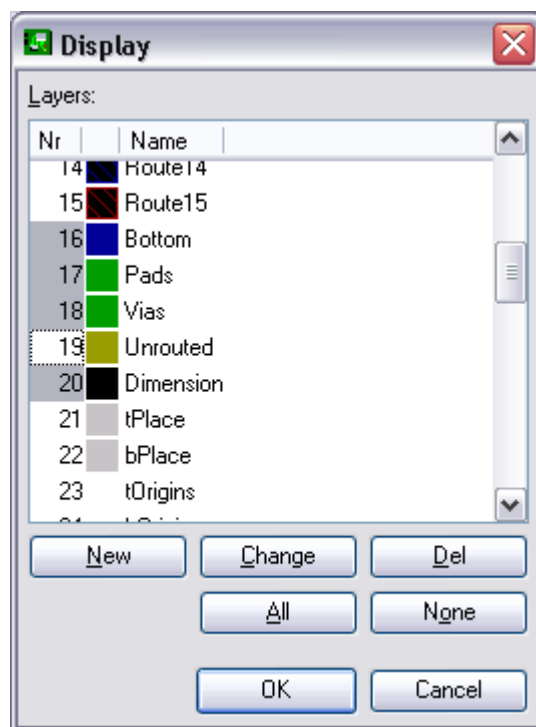 Display
Layers:
Nr Name
14 Route14
15 Route15
16 Bottom
17 Pads
18 Vias
19 Unrouted
20 Dimension
21 tPlace
22 bPlace
23 tOrigins
New Change Del
All None
OK Cancel